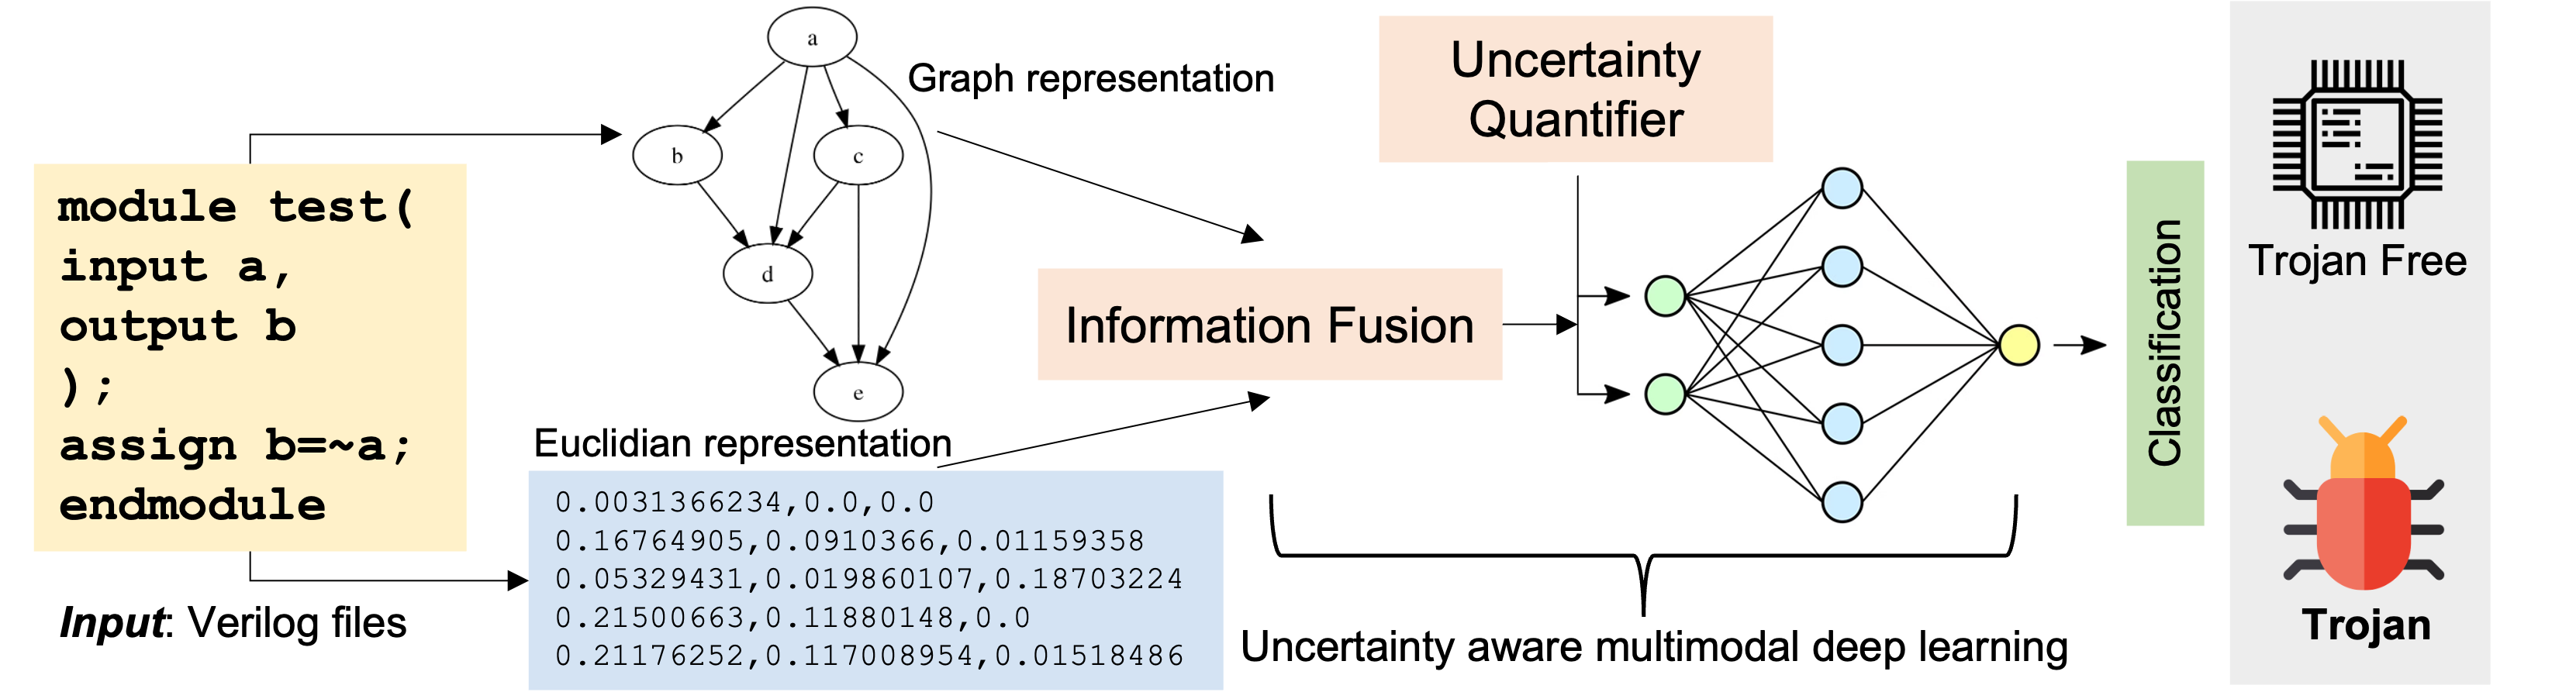 module test(
input a,
output b
);
assign b=~a;
endmodule
Input: Verilog files
a
b
c
d
e
Graph representation
Euclidian representation
0.0031366234,0.0,0.0
0.16764905,0.0910366,0.01159358
0.05329431,0.019860107,0.18703224
0.21500663,0.11880148,0.0
0.21176252,0.117008954,0.01518486
Information Fusion
Uncertainty
Quantifier
Uncertainty aware multimodal deep learning
Classification
Trojan Free
Trojan